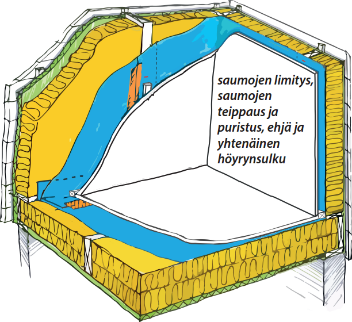 saumojen limitys,
saumojen
teippaus ja
puristus, ehjä ja
yhtenäinen
höyrynsulku